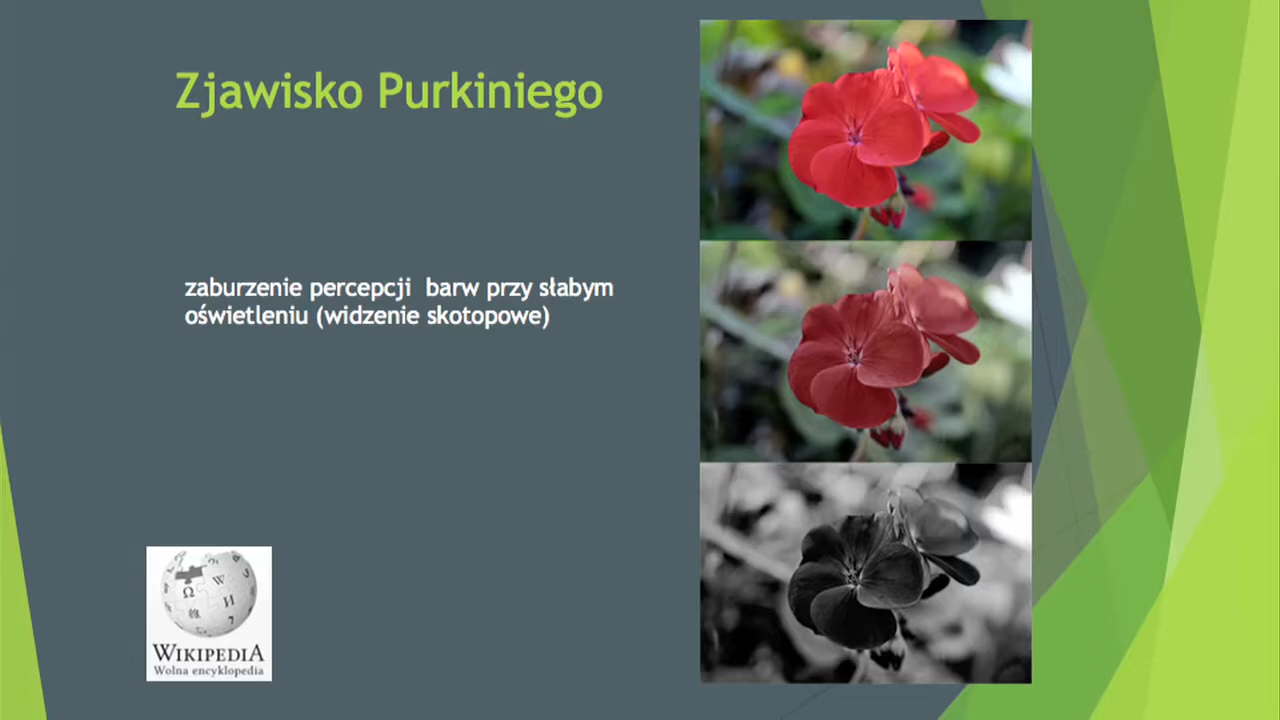 Zjawisko Purkiniego
zaburzenie percepcji barw przy słabym
oświetleniu (widzenie skotopowe)
WIKIPEDIA
Wolna encyklopedia